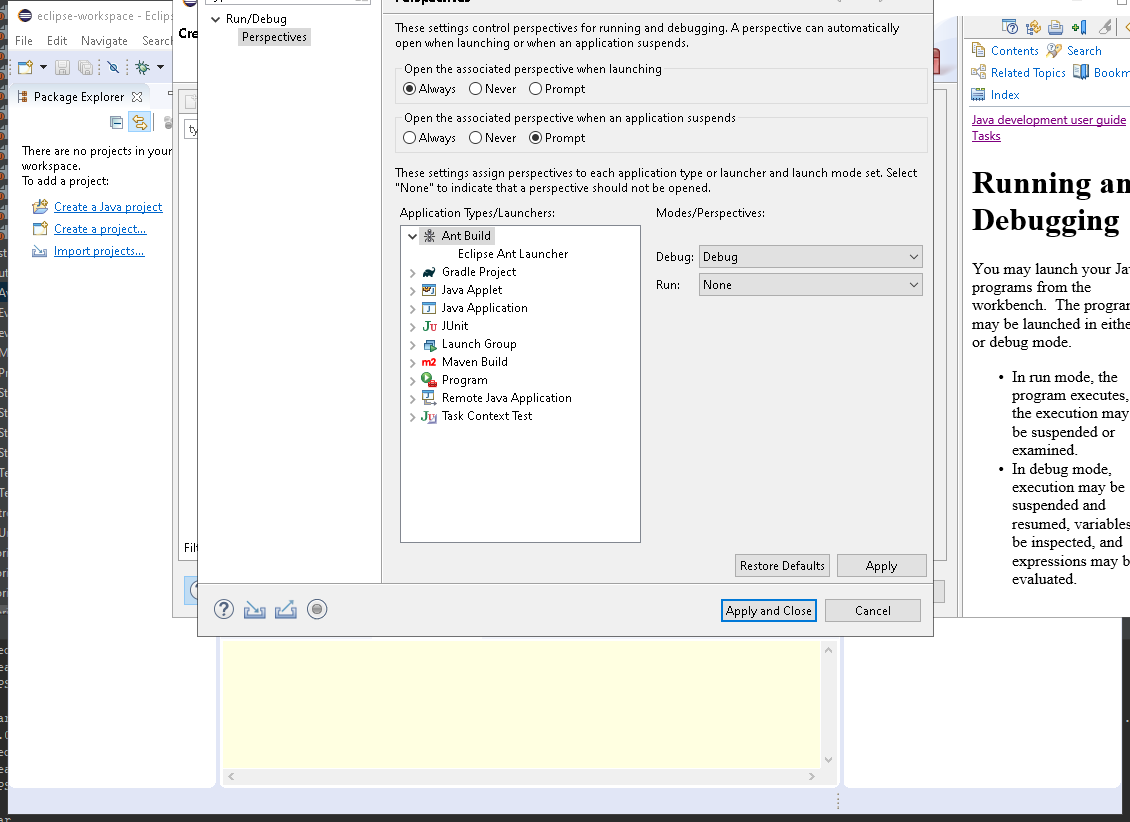 eclipse-workspace - Eclips
File Edit Navigate Search
Package Explorer
There are no projects in your
workspace.
To add a project:
Create a Java project
Create a project...
Import projects...
Cre
ty
Filt
Run/Debug
Perspectives
Perspectives
These settings control perspectives for running and debugging. A perspective can automatically
open when launching or when an application suspends.
Open the associated perspective when launching
Always Never Prompt
Open the associated perspective when an application suspends
Always Never Prompt
These settings assign perspectives to each application type or launcher and launch mode set. Select
"None" to indicate that a perspective should not be opened.
Application Types/Launchers:
Ant Build
Eclipse Ant Launcher
Gradle Project
Java Applet
Java Application
JUnit
Launch Group
Maven Build
Program
Remote Java Application
Task Context Test
Modes/Perspectives:
Debug: Debug
Run: None
Restore Defaults Apply
Apply and Close Cancel
Contents Search
Related Topics Bookm
Index
Java development user guide
Tasks
Running an
Debugging
You may launch your Ja
programs from the
workbench. The progra
may be launched in eithe
or debug mode.
• In run mode, the
program executes,
the execution may
be suspended or
examined.
• In debug mode,
execution may be
suspended and
resumed, variables
be inspected, and
expressions may b
evaluated.